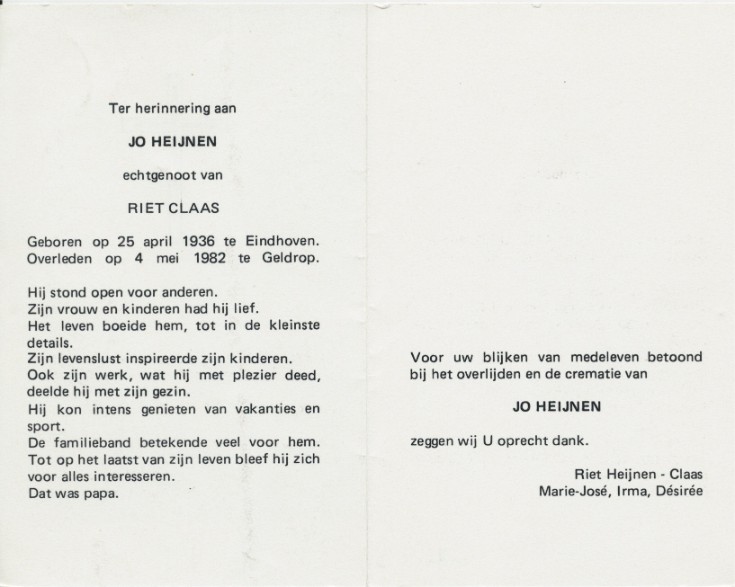 Ter herinnering aan
JO HEIJNEN
echtgenoot van
RIET CLAAS
Geboren op 25 april 1936 te Eindhoven.
Overleden op 4 mei 1982 te Geldrop.
Hij stond open voor anderen.
Zijn vrouw en kinderen had hij lief.
Het leven boeide hem, tot in de kleinste
details.
Zijn levenslust inspireerde zijn kinderen.
Ook zijn werk, wat hij met plezier deed,
deelde hij met zijn gezin.
Hij kon intens genieten van vakanties en
sport.
De familieband betekende veel voor hem.
Tot op het laatst van zijn leven bleef hij zich
voor alles interesseren.
Dat was papa.
Voor uw blijken van medeleven betoond
bij het overlijden en de crematie van
JO HEIJNEN
zeggen wij U oprecht dank.
Riet Heijnen - Claas
Marie-José, Irma, Désirée